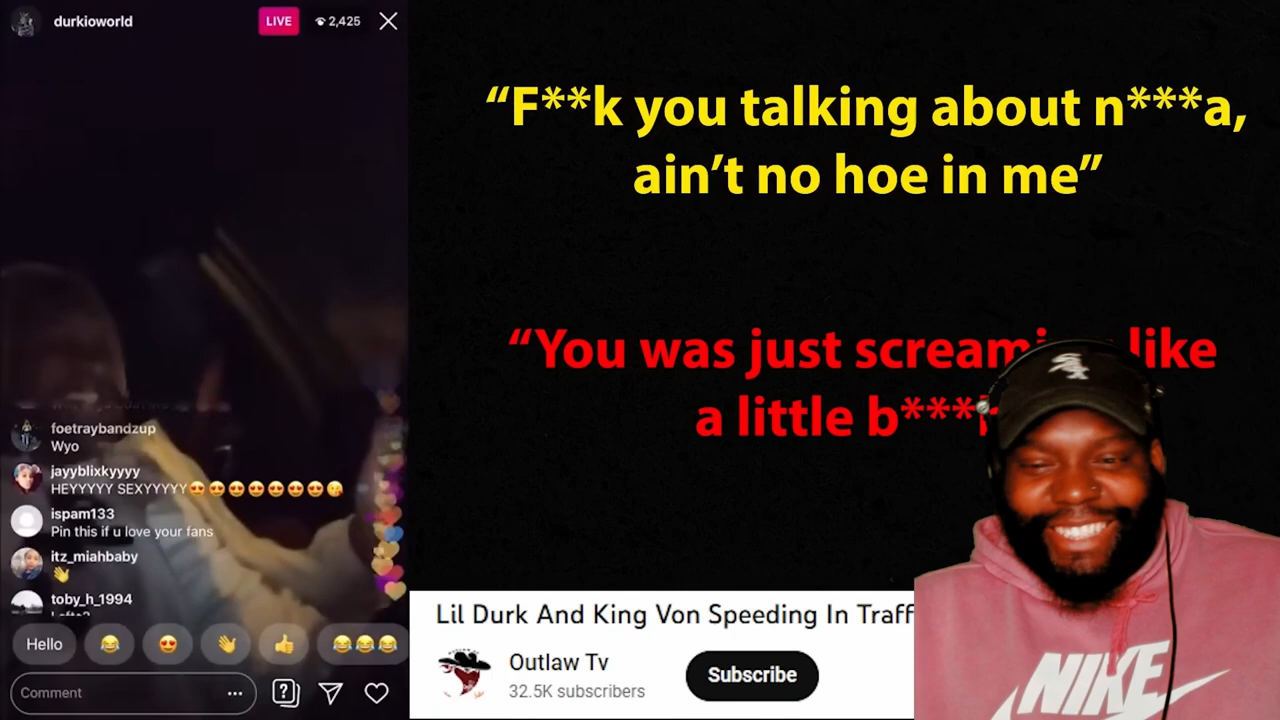 durkioworld
LIVE
2,425
foetraybandzup
Wyo
jayyblixkyyyy
HEYYYYY SEXYYYYY😍😍😍😍😍😍😍😘
ispam133
Pin this if u love your fans
itz_miahbaby
👋
toby_h_1994
Hello 😂 😍 👋 👍 😂😂😂
Comment
“F**k you talking about n***a,
ain’t no hoe in me”
“You was just like
a little
Lil Durk And King Von Speeding In Traff
Outlaw Tv
32.5K subscribers
Subscribe
SOX
NIKE